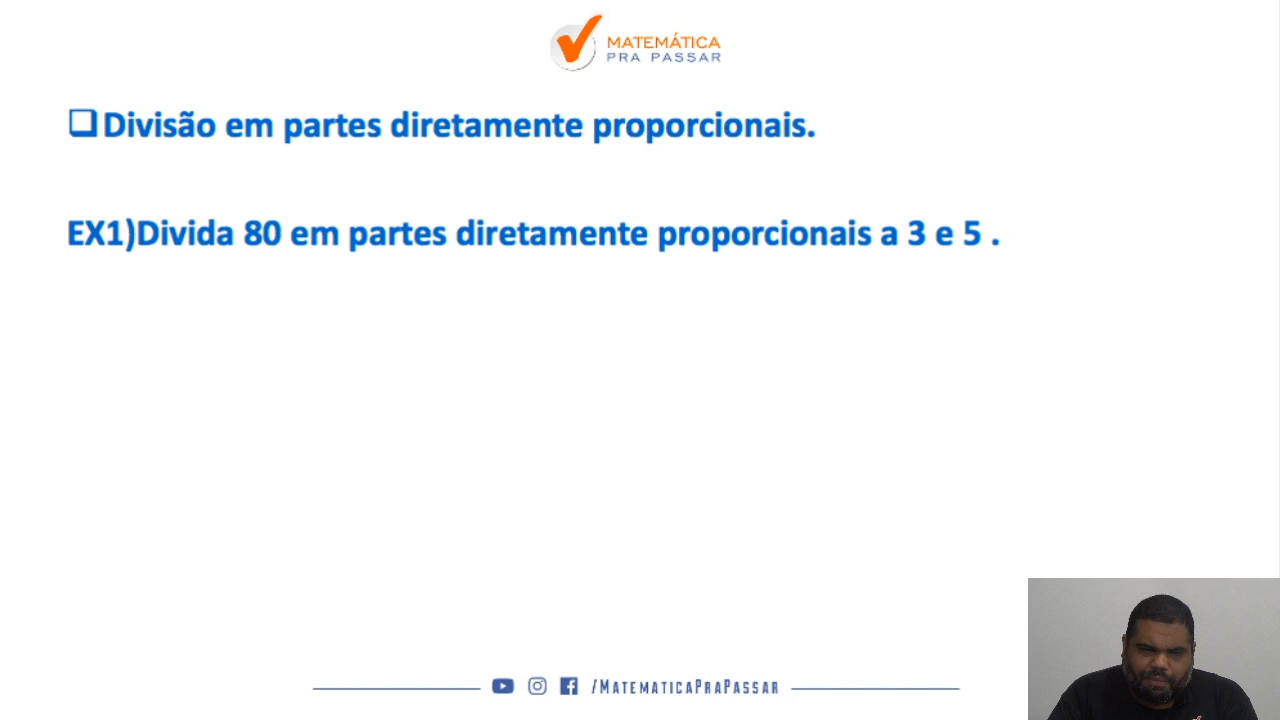 MATEMÁTICA
PRA PASSAR
Divisão em partes diretamente proporcionais.
EX1)Divida 80 em partes diretamente proporcionais a 3 e 5 .
/MATEMATICAPRAPASSAR